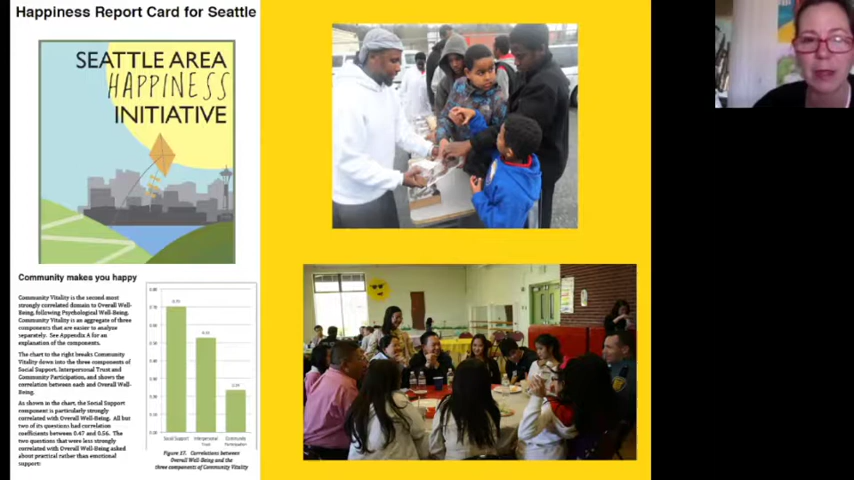 Happiness Report Card for Seattle
SEATTLE AREA
HAPPINESS
INITIATIVE
Community makes you happy
Community Vitality is the second most
strongly correlated domain to Overall Well-
Being, following Psychological Well-Being.
Community Vitality is an aggregate of three
components that are easier to analyze
separately. See Appendix A for an
explanation of the components.
The chart to the right breaks Community
Vitality down into the three components of
Social Support, Interpersonal Trust and
Community Participation, and shows the
correlation between each and Overall Well-
Being.
As shown in the chart, the Social Support
component is particularly strongly
correlated with Overall Well-Being. All but
two of its questions had correlation
coefficients between 0.47 and 0.56. The
two questions that were less strongly
correlated with Overall Well-Being asked
about practical rather than emotional
support:
Social Support
Interpersonal
Trust
Community
Participation
Figure 17. Correlations between
Overall Well-Being and the
three components of Community Vitality